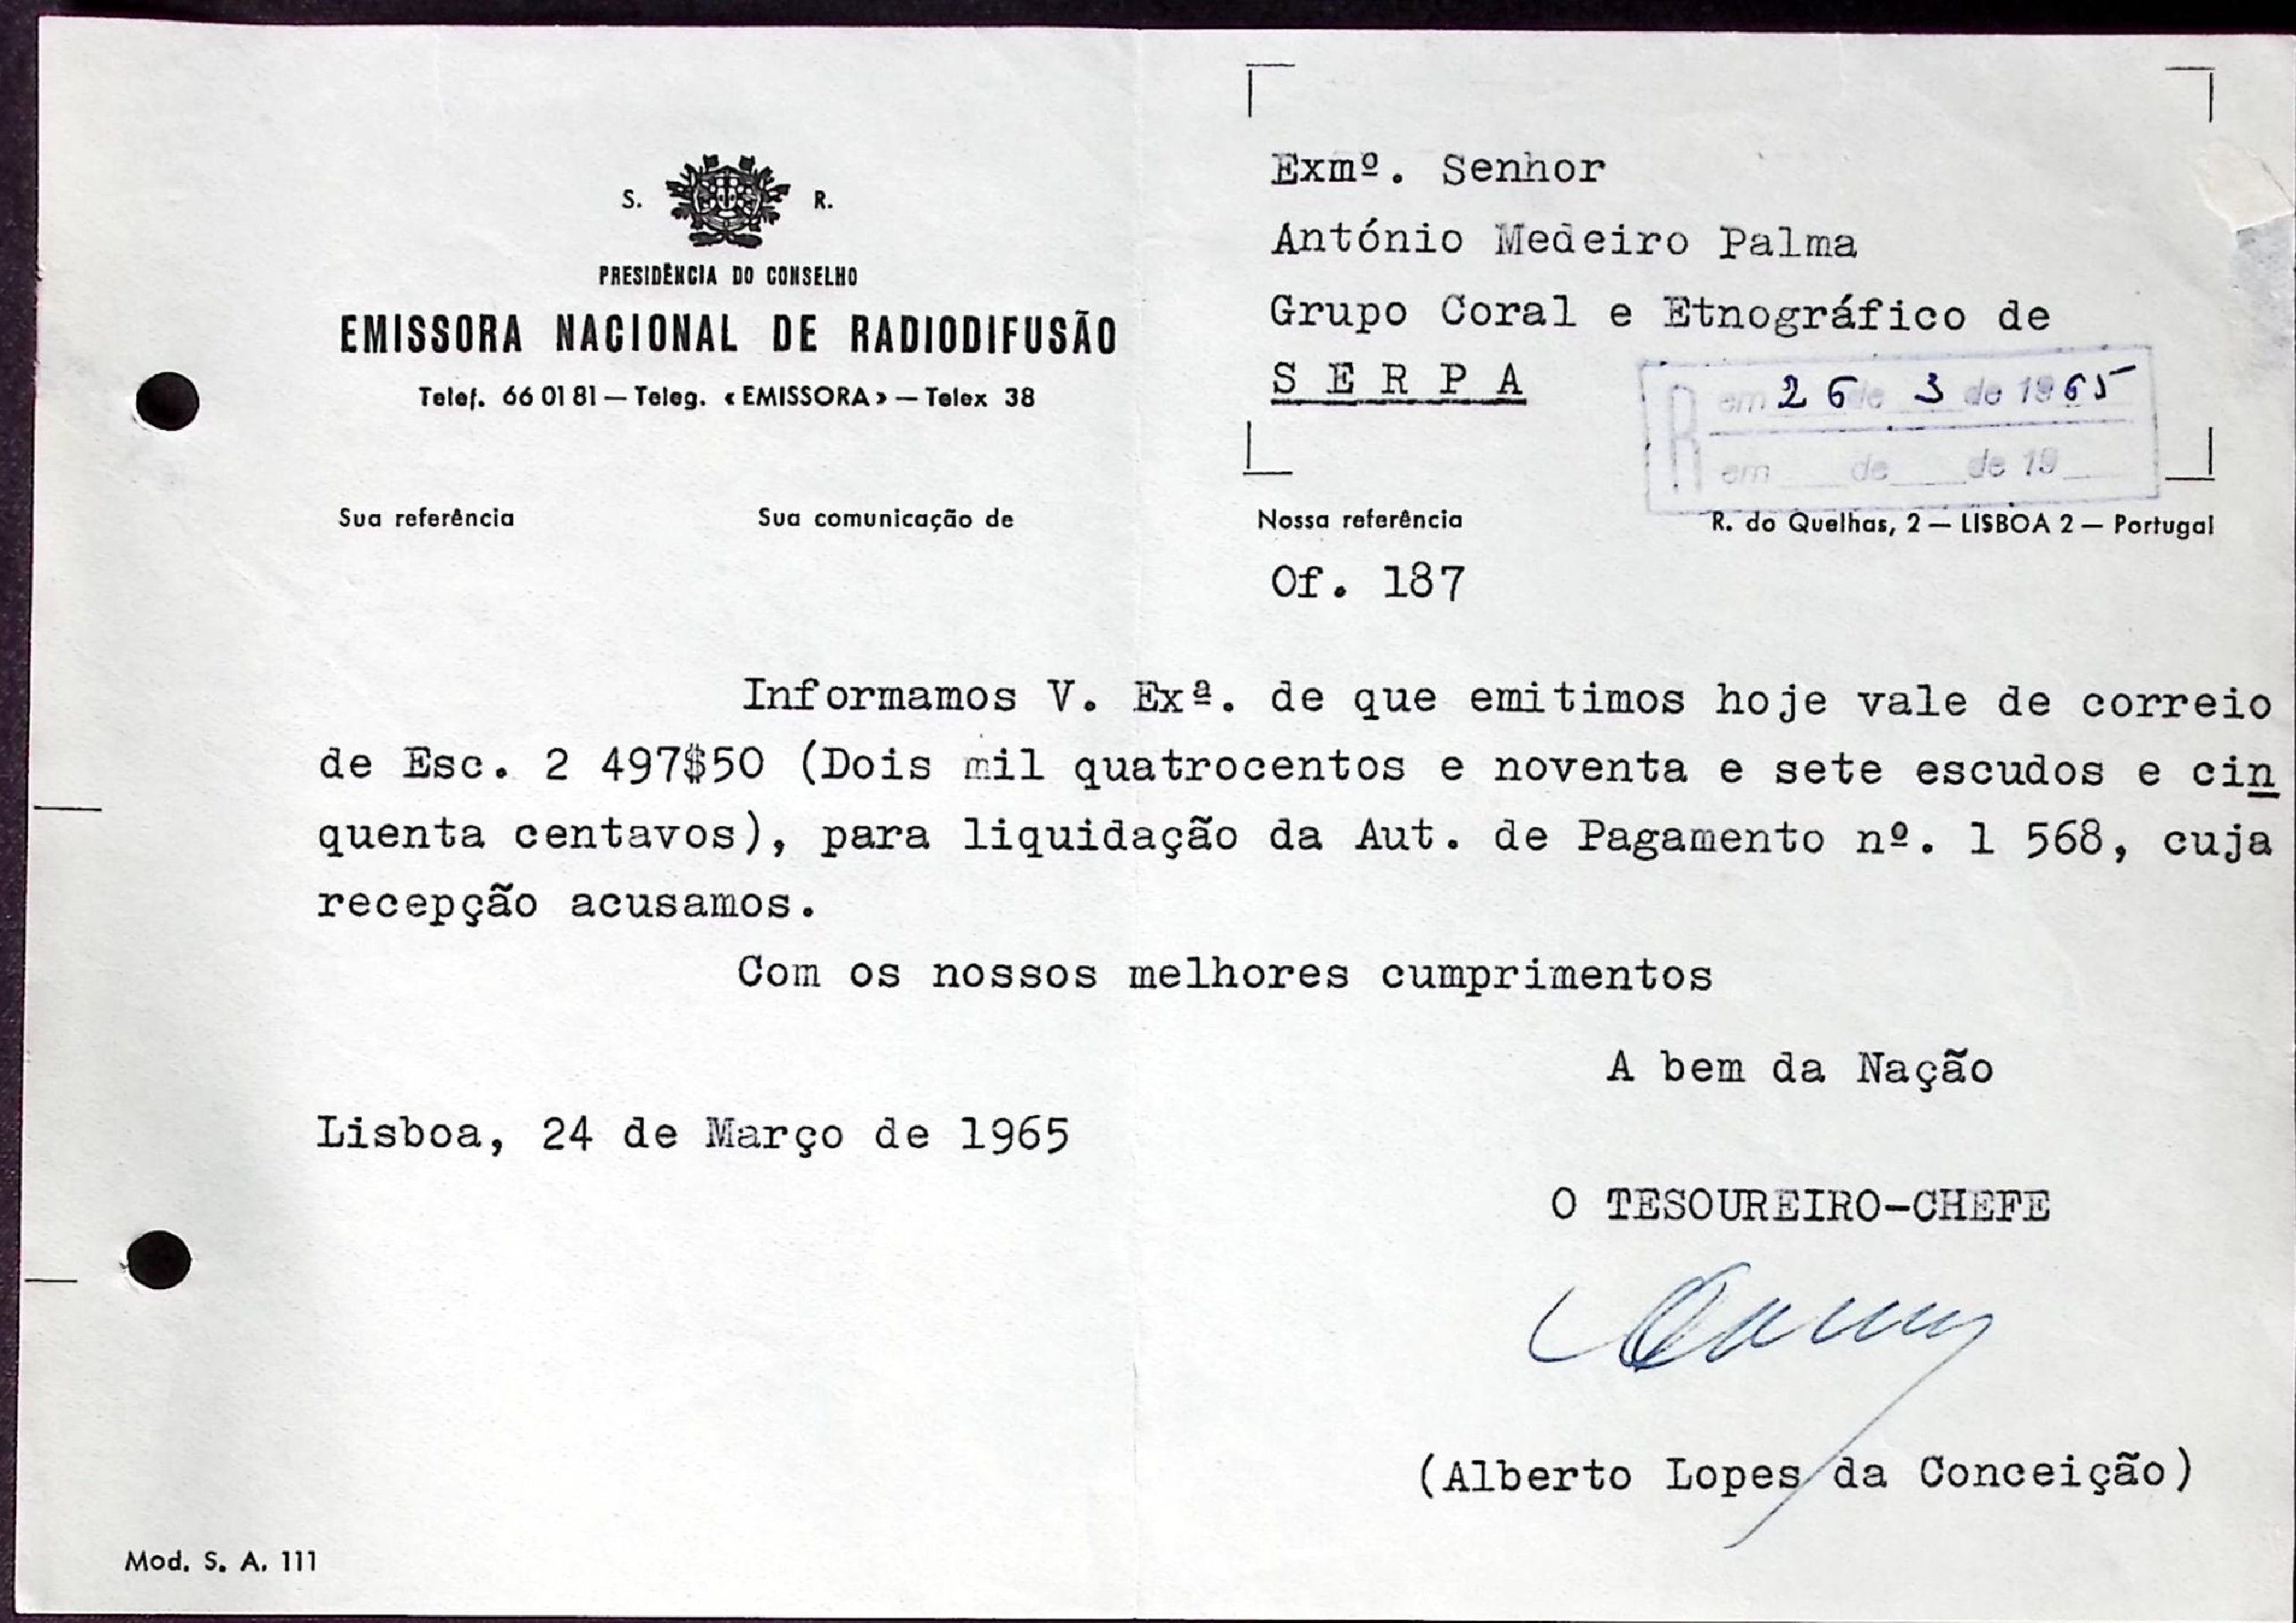 S. R.
PRESIDÊNCIA DO CONSELHO
EMISSORA NACIONAL DE RADIODIFUSÃO
Telef. 66 01 81 — Teleg. «EMISSORA» — Telex 38
Exmº. Senhor
António Medeiro Palma
Grupo Coral e Etnográfico de
S E R P A
R em 26 de 3 de 1965
em de de 19
Sua referência Sua comunicação de Nossa referência R. do Quelhas, 2 — LISBOA 2 — Portugal
Of. 187
Informamos V. Exª. de que emitimos hoje vale de correio
de Esc. 2 497$50 (Dois mil quatrocentos e noventa e sete escudos e cin
quenta centavos), para liquidação da Aut. de Pagamento nº. 1 568, cuja
recepção acusamos.
Com os nossos melhores cumprimentos
A bem da Nação
Lisboa, 24 de Março de 1965
O TESOUREIRO-CHEFE
(Alberto Lopes da Conceição)
Mod. S. A. 111